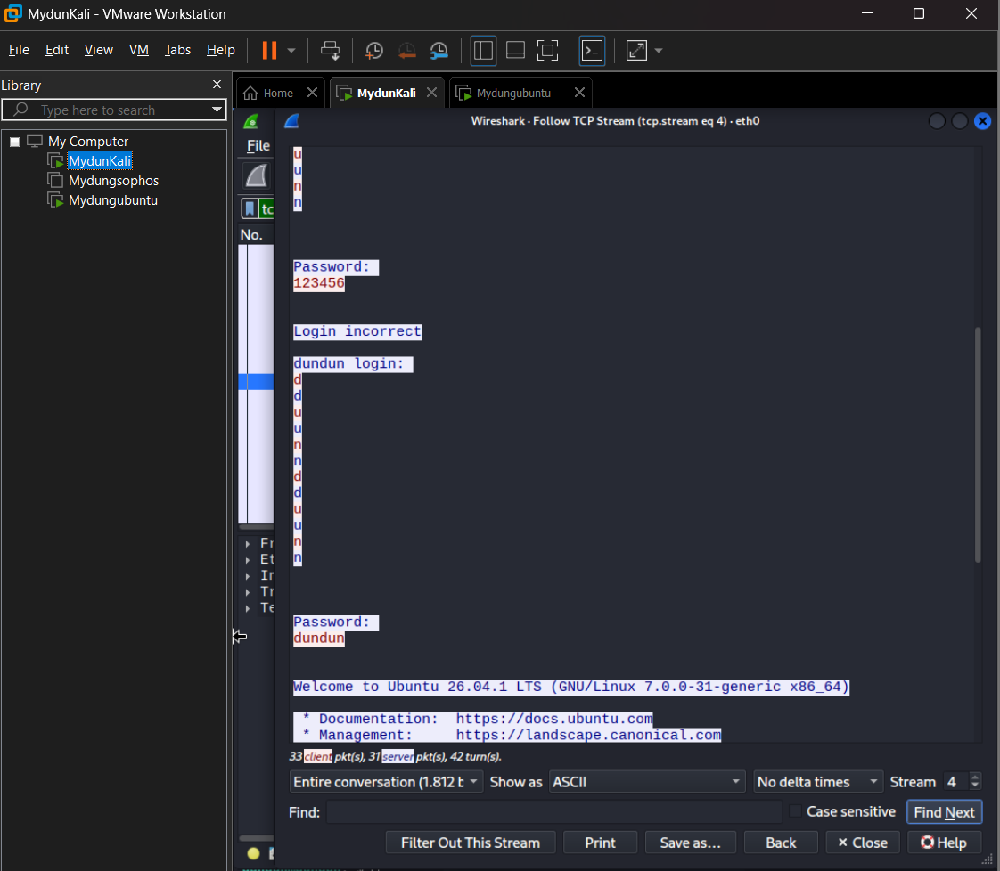 MydunKali - VMware Workstation
File Edit View VM Tabs Help
Library
Type here to search
My Computer
MydunKali
Mydungsophos
Mydungubuntu
Home MydunKali Mydungubuntu
Wireshark · Follow TCP Stream (tcp.stream eq 4) · eth0
File
tc
No.
Fr
Et
In
Tr
Te
u
u
n
n
Password:
123456
Login incorrect
dundun login:
d
d
u
u
n
n
d
d
u
u
n
n
Password:
dundun
Welcome to Ubuntu 26.04.1 LTS (GNU/Linux 7.0.0-31-generic x86_64)
* Documentation: https://docs.ubuntu.com
* Management: https://landscape.canonical.com
33 client pkt(s), 31 server pkt(s), 42 turn(s).
Entire conversation (1.812 b Show as ASCII No delta times Stream 4
Find: Case sensitive Find Next
Filter Out This Stream Print Save as… Back × Close Help